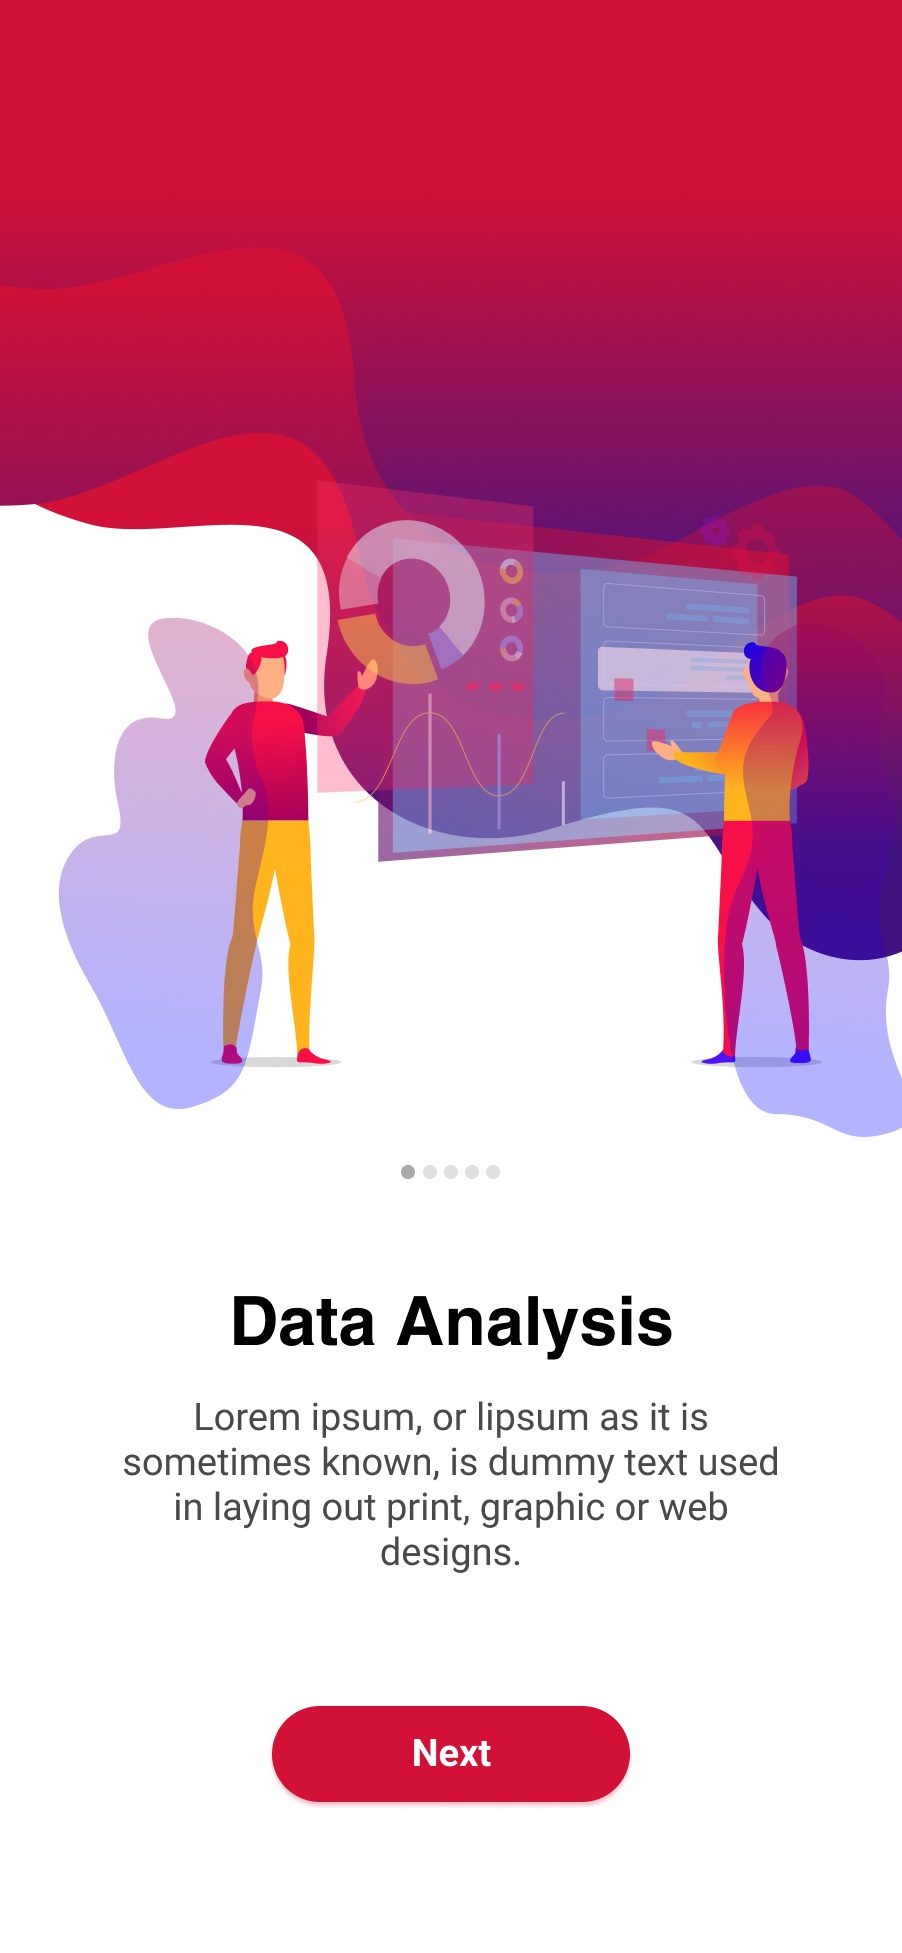 Data Analysis
Lorem ipsum, or lipsum as it is
sometimes known, is dummy text used
in laying out print, graphic or web
designs.
Next